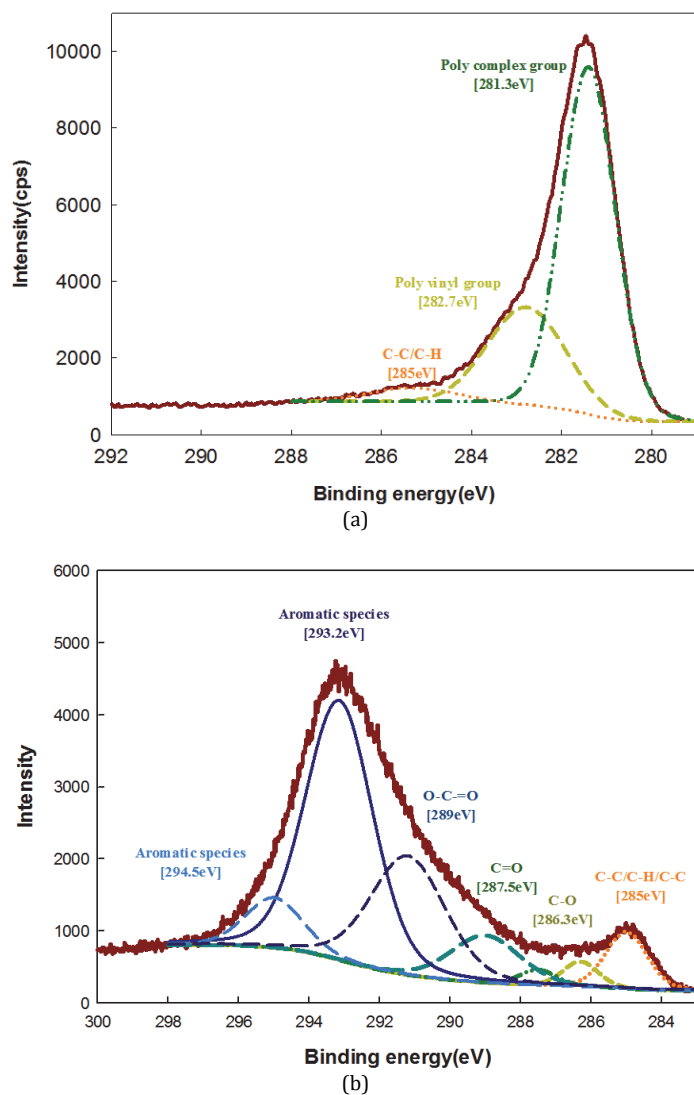 10000
8000
6000
4000
2000
0
Intensity(cps)
Poly complex group
[281.3eV]
Poly vinyl group
[282.7eV]
C-C/C-H
[285eV]
292 290 288 286 284 282 280
Binding energy(eV)
(a)
6000
5000
4000
3000
2000
1000
0
Intensity
Aromatic species
[293.2eV]
O-C-=O
[289eV]
Aromatic species
[294.5eV]
C=O
[287.5eV]
C-O
[286.3eV]
C-C/C-H/C-C
[285eV]
300 298 296 294 292 290 288 286 284
Binding energy(eV)
(b)